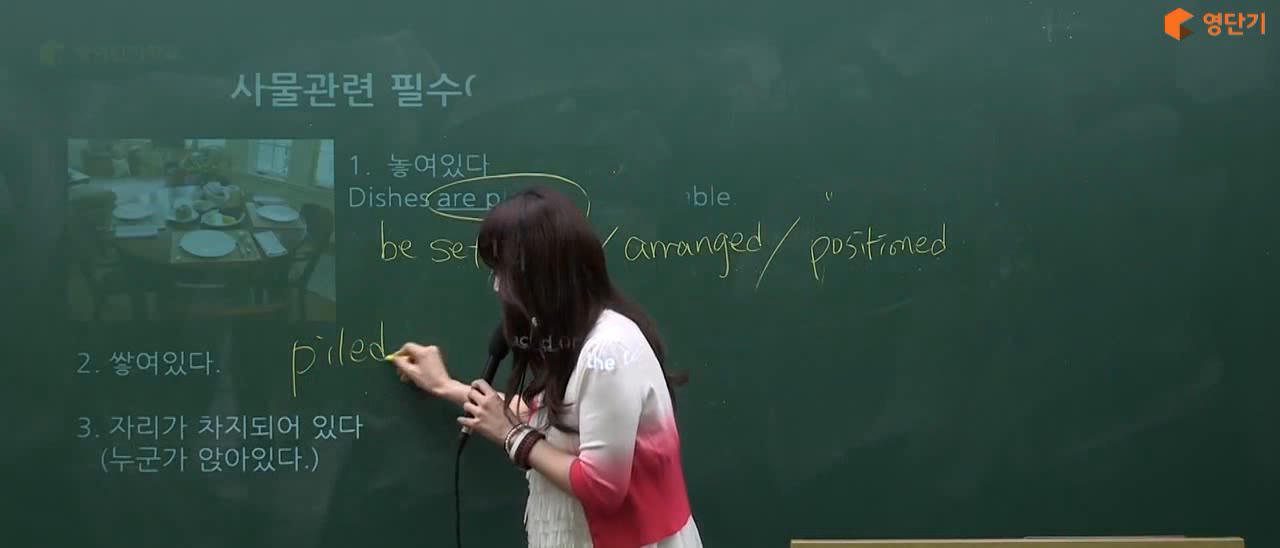 영단기
사물관련 필수
1. 놓여있다
Dishes are
be set / arranged / positioned
piled
2. 쌓여있다.
the
3. 자리가 차지되어 있다
(누군가 앉아있다.)